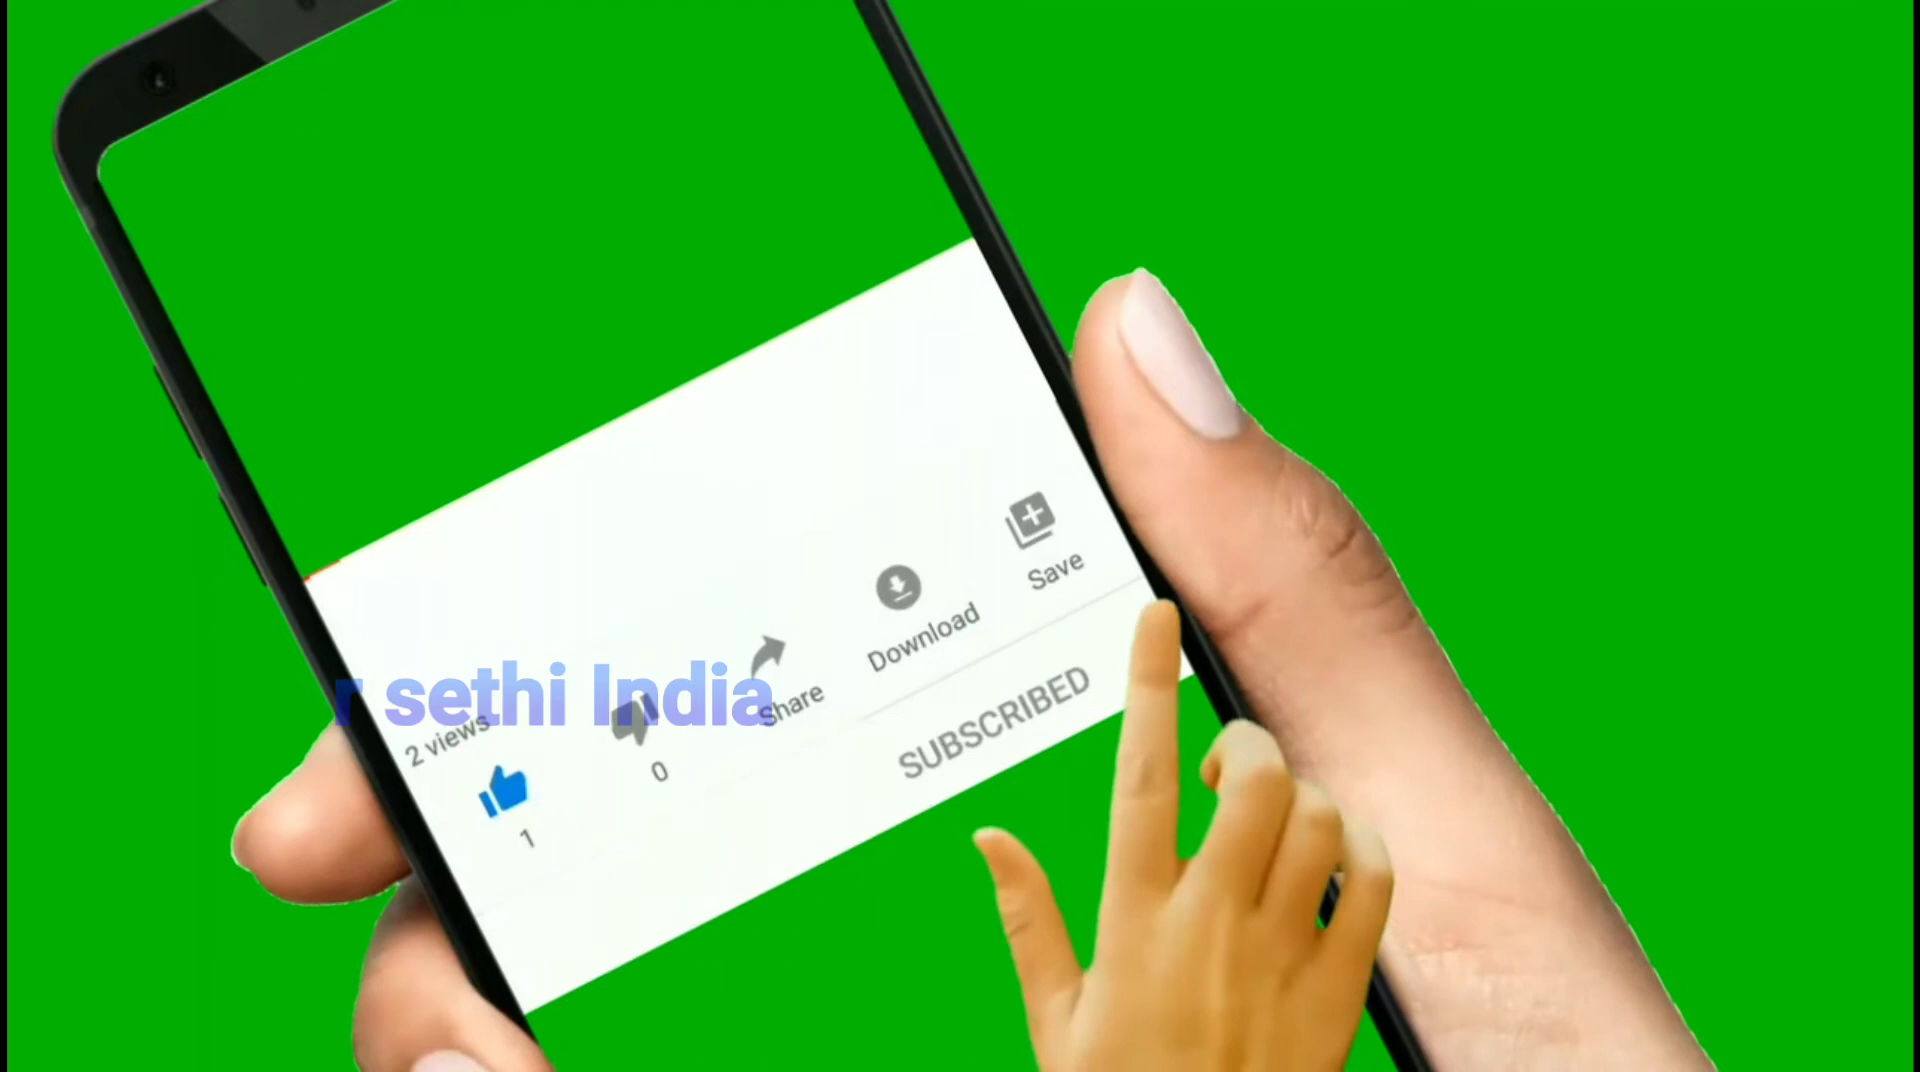 r sethi India
2 views
1
0
Share
Download
Save
SUBSCRIBED